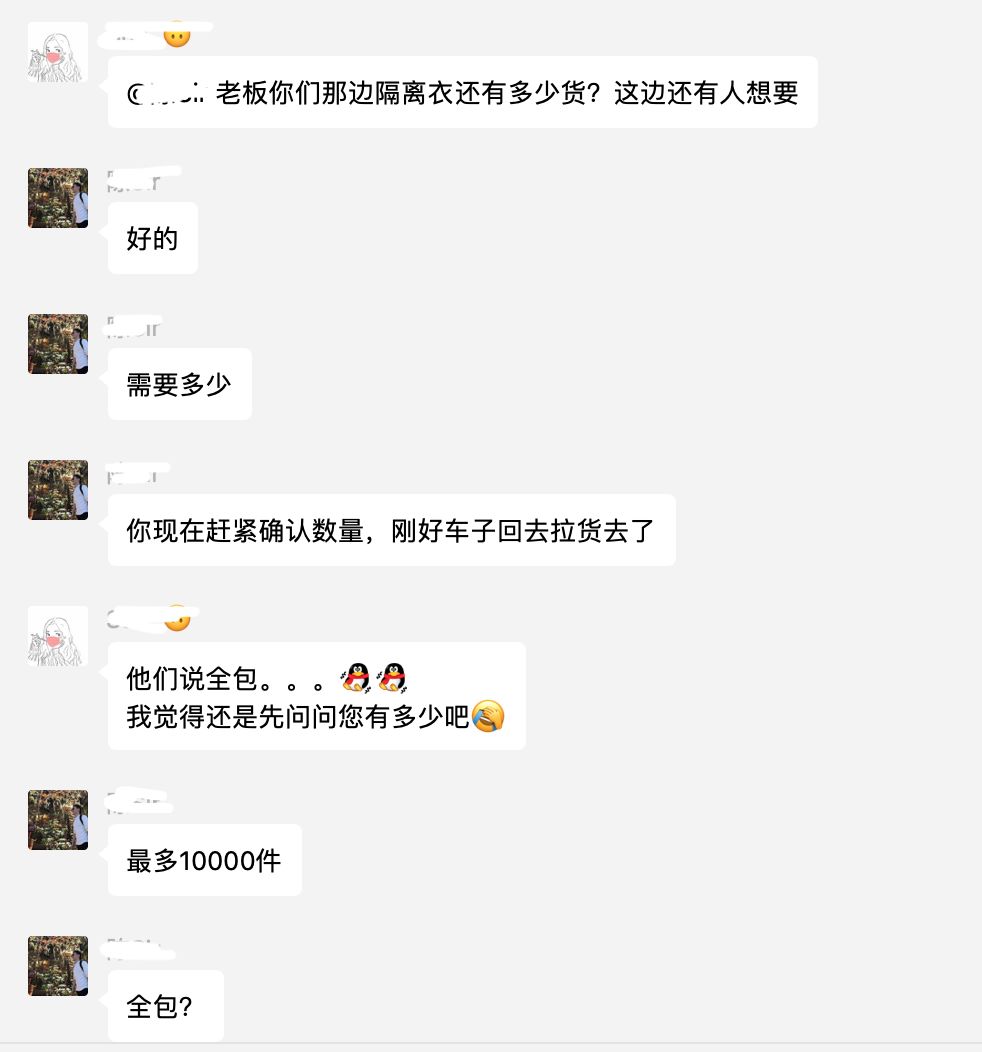 老板你们那边隔离衣还有多少货？这边还有人想要
好的
需要多少
你现在赶紧确认数量，刚好车子回去拉货去了
他们说全包。。。
我觉得还是先问问您有多少吧
最多10000件
全包？